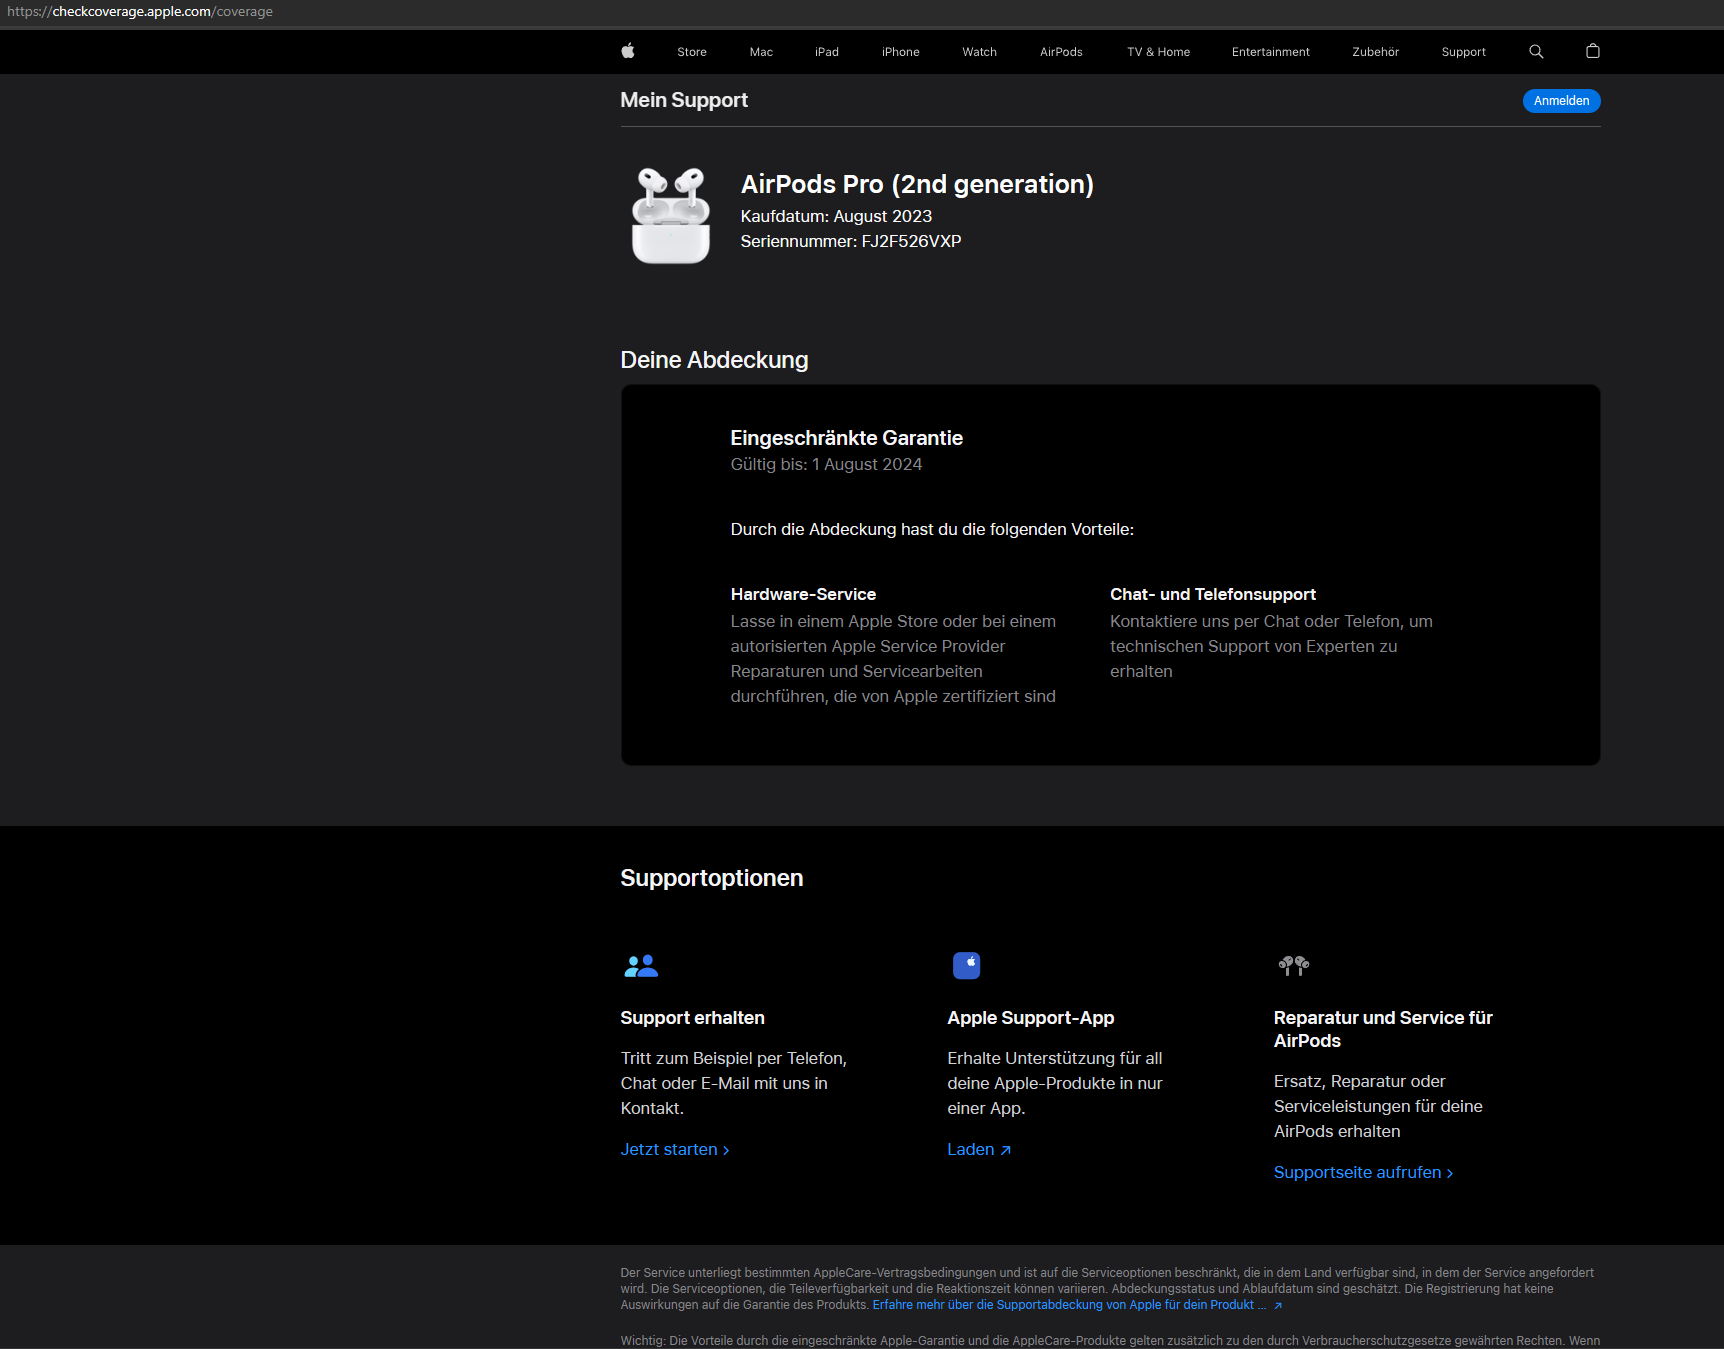 https://checkcoverage.apple.com/coverage
Store Mac iPad iPhone Watch AirPods TV & Home Entertainment Zubehör Support
Mein Support
Anmelden
AirPods Pro (2nd generation)
Kaufdatum: August 2023
Seriennummer: FJ2F526VXP
Deine Abdeckung
Eingeschränkte Garantie
Gültig bis: 1 August 2024
Durch die Abdeckung hast du die folgenden Vorteile:
Hardware-Service
Lasse in einem Apple Store oder bei einem
autorisierten Apple Service Provider
Reparaturen und Servicearbeiten
durchführen, die von Apple zertifiziert sind
Chat- und Telefonsupport
Kontaktiere uns per Chat oder Telefon, um
technischen Support von Experten zu
erhalten
Supportoptionen
Support erhalten
Tritt zum Beispiel per Telefon,
Chat oder E-Mail mit uns in
Kontakt.
Jetzt starten >
Apple Support-App
Erhalte Unterstützung für all
deine Apple-Produkte in nur
einer App.
Laden ↗
Reparatur und Service für
AirPods
Ersatz, Reparatur oder
Serviceleistungen für deine
AirPods erhalten
Supportseite aufrufen >
Der Service unterliegt bestimmten AppleCare-Vertragsbedingungen und ist auf die Serviceoptionen beschränkt, die in dem Land verfügbar sind, in dem der Service angefordert
wird. Die Serviceoptionen, die Teileverfügbarkeit und die Reaktionszeit können variieren. Abdeckungsstatus und Ablaufdatum sind geschätzt. Die Registrierung hat keine
Auswirkungen auf die Garantie des Produkts. Erfahre mehr über die Supportabdeckung von Apple für dein Produkt ... ↗
Wichtig: Die Vorteile durch die eingeschränkte Apple-Garantie und die AppleCare-Produkte gelten zusätzlich zu den durch Verbraucherschutzgesetze gewährten Rechten. Wenn